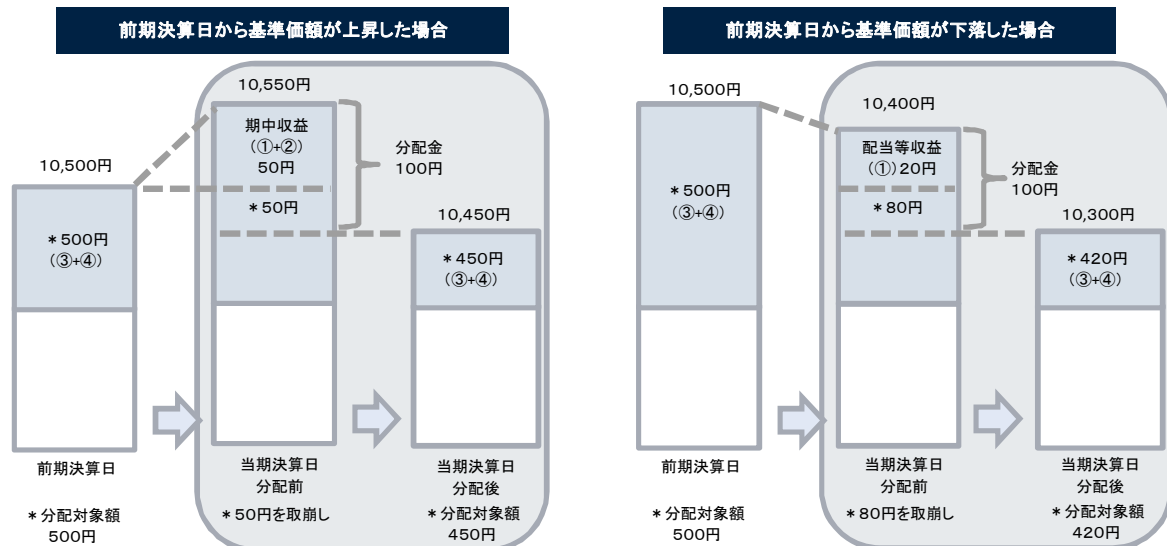 前期決算日から基準価額が上昇した場合
10,550円
期中収益
(①+②)
50円
分配金
100円
10,500円
*50円
10,450円
*500円
(③+④)
*450円
(③+④)
前期決算日
当期決算日
分配前
当期決算日
分配後
*分配対象額
500円
*50円を取崩し
*分配対象額
450円
前期決算日から基準価額が下落した場合
10,500円
10,400円
配当等収益
(①)20円
分配金
100円
*500円
(③+④)
*80円
10,300円
*420円
(③+④)
前期決算日
当期決算日
分配前
当期決算日
分配後
*分配対象額
500円
*80円を取崩し
*分配対象額
420円